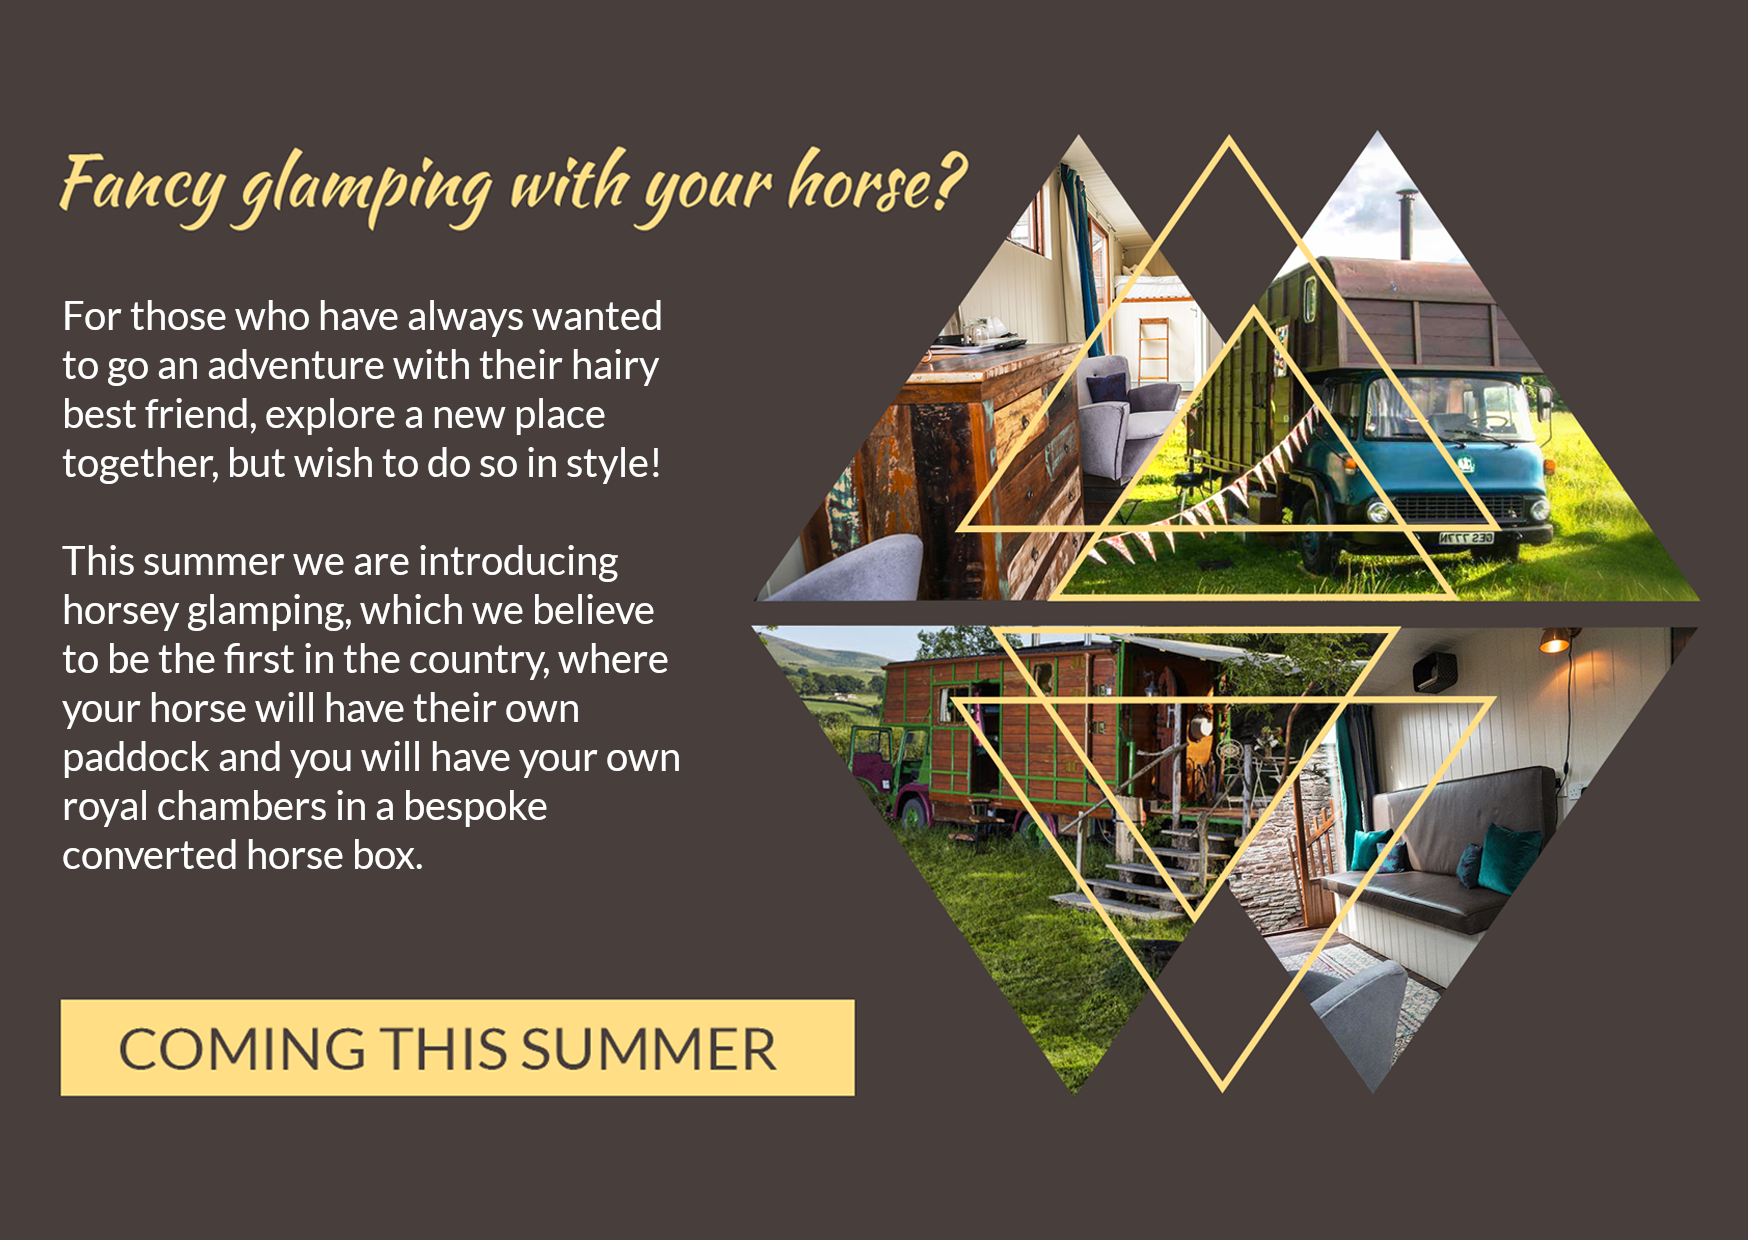 Fancy glamping with your horse?
For those who have always wanted
to go an adventure with their hairy
best friend, explore a new place
together, but wish to do so in style!
This summer we are introducing
horsey glamping, which we believe
to be the first in the country, where
your horse will have their own
paddock and you will have your own
royal chambers in a bespoke
converted horse box.
COMING THIS SUMMER